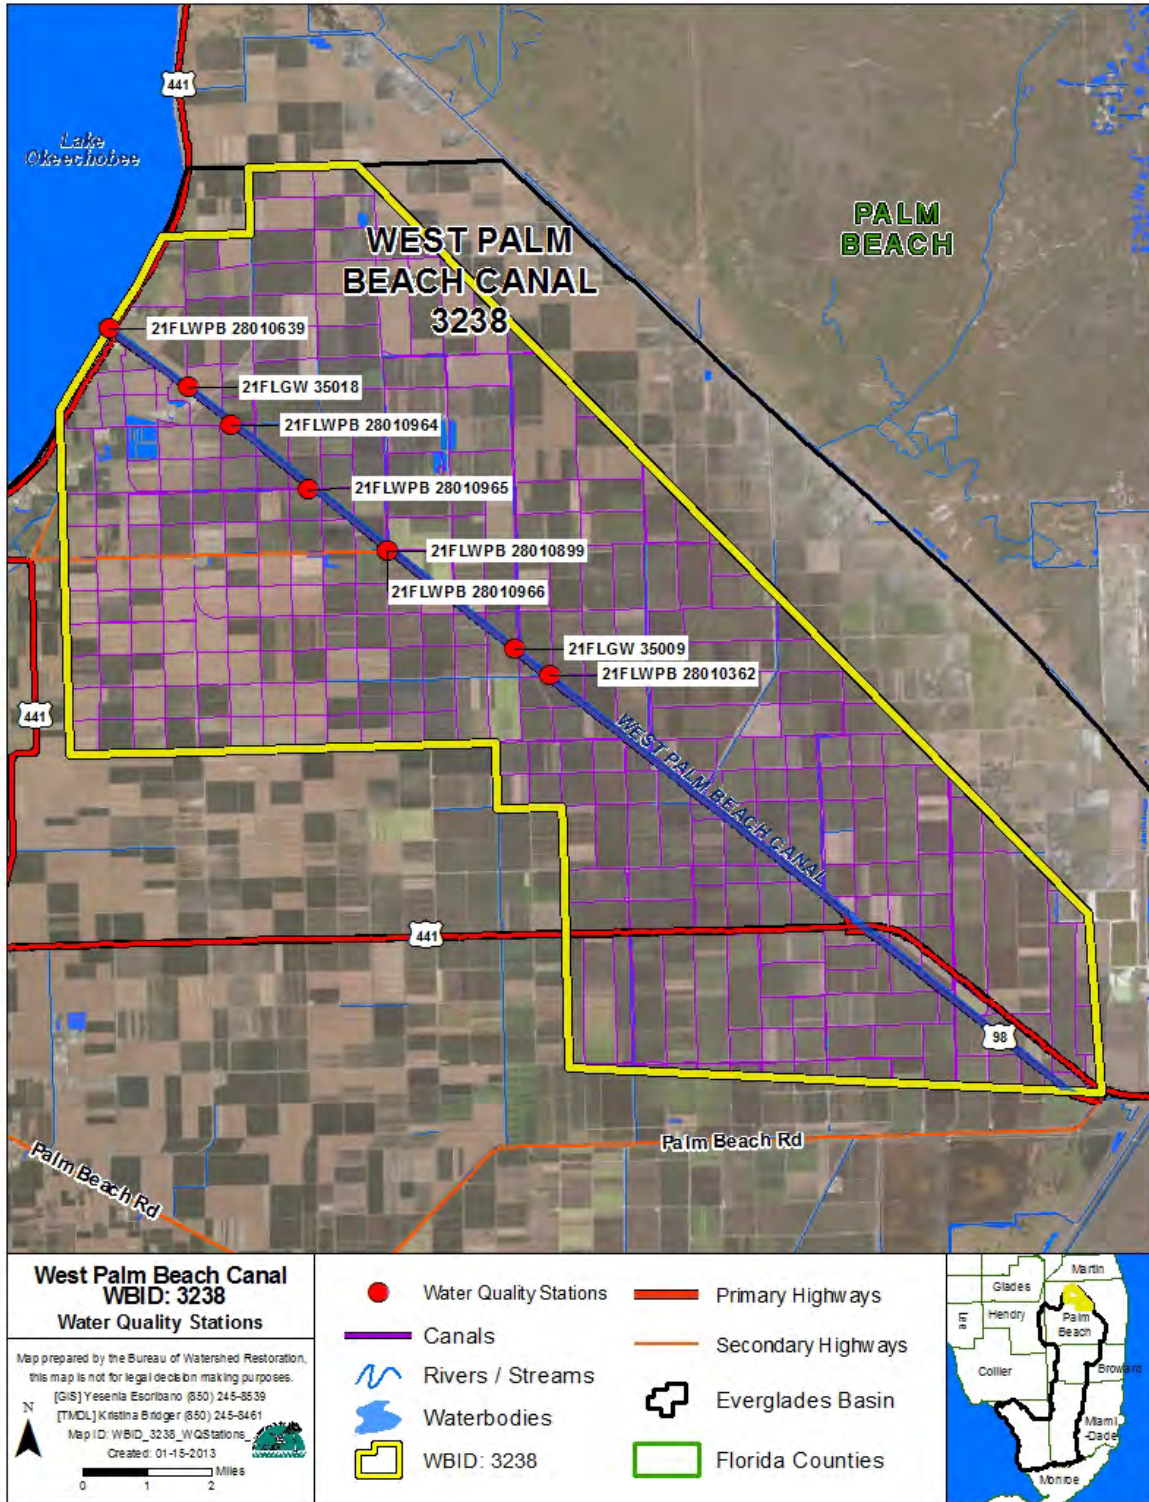 441
Lake
Okeechobee
PALM
BEACH
WEST PALM
BEACH CANAL
3238
21FLWPB 28010639
21FLGW 35018
21FLWPB 28010964
21FLWPB 28010965
21FLWPB 28010899
21FLWPB 28010966
21FLGW 35009
21FLWPB 28010362
441
WEST PALM BEACH CANAL
441
98
Palm Beach Rd
Palm Beach Rd
West Palm Beach Canal
WBID: 3238
Water Quality Stations
Map prepared by the Bureau of Watershed Restoration,
this map is not for legal decision making purposes.
[GIS] Yesenia Escribano (850) 245-8539
[TMDL] Kristina Bridger (850) 245-8461
Map ID: WBID_3238_WQStations_
Created: 01-15-2013
N
Miles
0 1 2
Water Quality Stations
Canals
Rivers / Streams
Waterbodies
WBID: 3238
Primary Highways
Secondary Highways
Everglades Basin
Florida Counties
Martin
Glades
Hendry
Lee
Palm
Beach
Collier
Broward
Miami
-Dade
Monroe